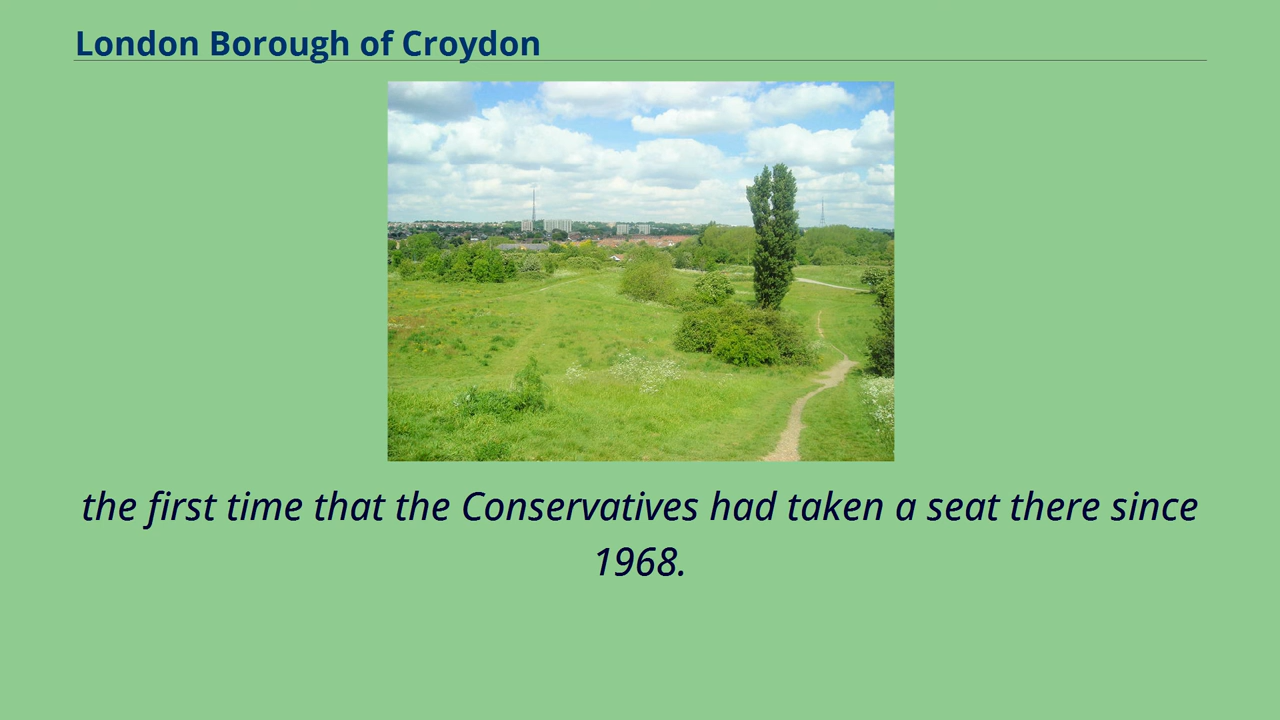 London Borough of Croydon
the first time that the Conservatives had taken a seat there since
1968.